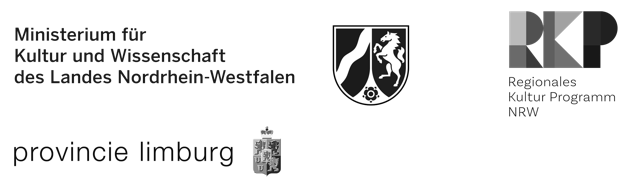 Ministerium für
Kultur und Wissenschaft
des Landes Nordrhein-Westfalen
RKP
Regionales
Kultur Programm
NRW
provincie limburg